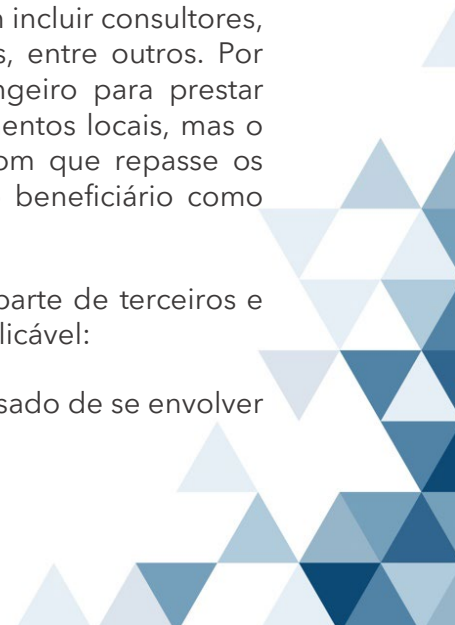 incluir consultores,
s, entre outros. Por
ngeiro para prestar
entos locais, mas o
om que repasse os
beneficiário como
parte de terceiros e
licável:
sado de se envolver